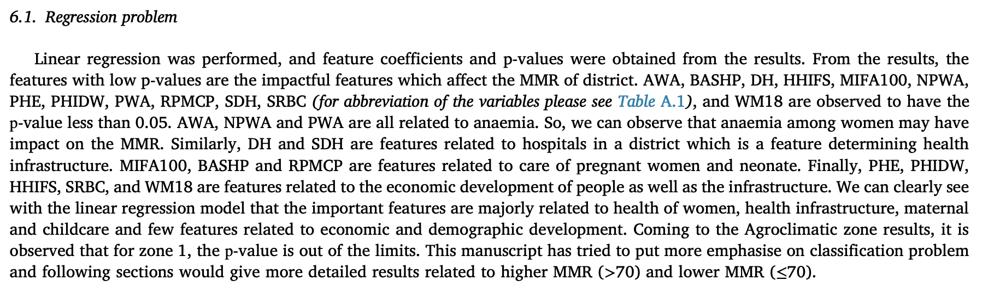 6.1. Regression problem
Linear regression was performed, and feature coefficients and p-values were obtained from the results. From the results, the
features with low p-values are the impactful features which affect the MMR of district. AWA, BASHP, DH, HHIFS, MIFA100, NPWA,
PHE, PHIDW, PWA, RPMCP, SDH, SRBC (for abbreviation of the variables please see Table A.1), and WM18 are observed to have the
p-value less than 0.05. AWA, NPWA and PWA are all related to anaemia. So, we can observe that anaemia among women may have
impact on the MMR. Similarly, DH and SDH are features related to hospitals in a district which is a feature determining health
infrastructure. MIFA100, BASHP and RPMCP are features related to care of pregnant women and neonate. Finally, PHE, PHIDW,
HHIFS, SRBC, and WM18 are features related to the economic development of people as well as the infrastructure. We can clearly see
with the linear regression model that the important features are majorly related to health of women, health infrastructure, maternal
and childcare and few features related to economic and demographic development. Coming to the Agroclimatic zone results, it is
observed that for zone 1, the p-value is out of the limits. This manuscript has tried to put more emphasise on classification problem
and following sections would give more detailed results related to higher MMR (>70) and lower MMR (≤70).